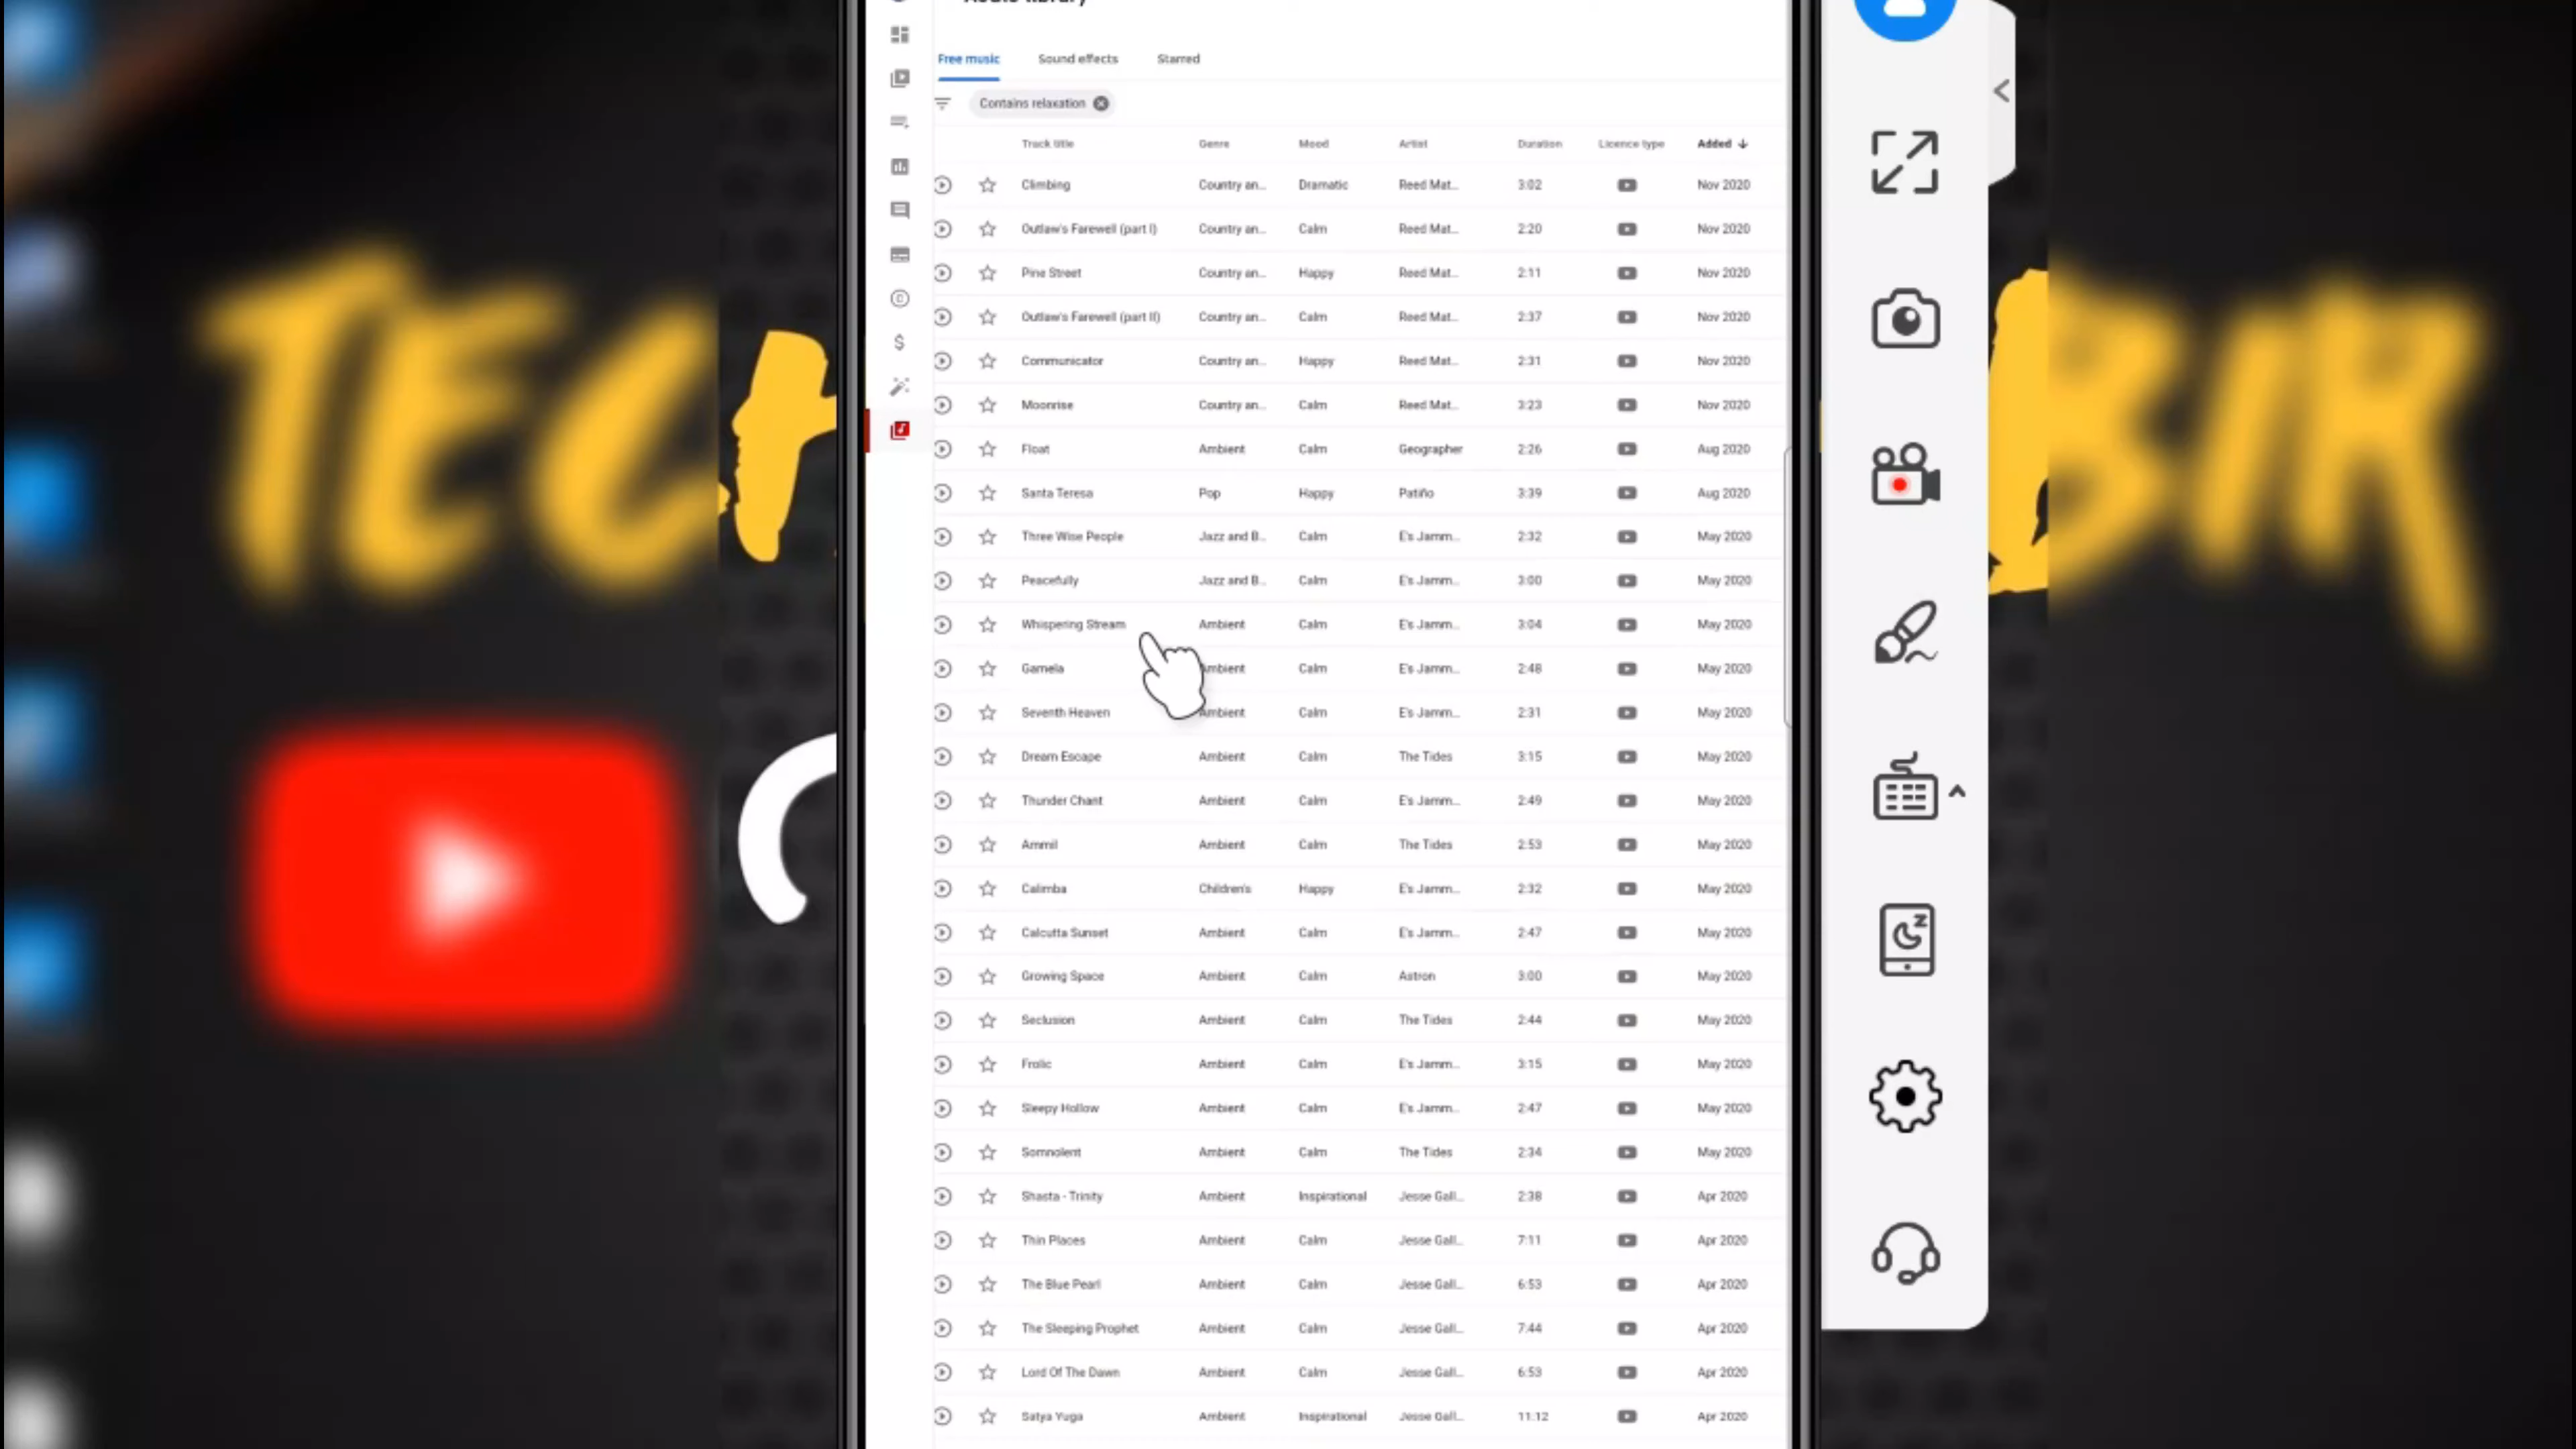 Audio library
Free music Sound effects Starred
Contains relaxation
Track title Genre Mood Artist Duration Licence type Added
Climbing Country an... Dramatic Reed Mat... 3:02 Nov 2020
Outlaw's Farewell (part I) Country an... Calm Reed Mat... 2:20 Nov 2020
Pine Street Country an... Happy Reed Mat... 2:11 Nov 2020
Outlaw's Farewell (part II) Country an... Calm Reed Mat... 2:37 Nov 2020
Communicator Country an... Happy Reed Mat... 2:31 Nov 2020
Moonrise Country an... Calm Reed Mat... 3:23 Nov 2020
Float Ambient Calm Geographer 2:26 Aug 2020
Santa Teresa Pop Happy Patiño 3:39 Aug 2020
Three Wise People Jazz and B... Calm E's Jamm... 2:32 May 2020
Peacefully Jazz and B... Calm E's Jamm... 3:00 May 2020
Whispering Stream Ambient Calm E's Jamm... 3:04 May 2020
Gamela Ambient Calm E's Jamm... 2:48 May 2020
Seventh Heaven Ambient Calm E's Jamm... 2:31 May 2020
Dream Escape Ambient Calm The Tides 3:15 May 2020
Thunder Chant Ambient Calm E's Jamm... 2:49 May 2020
Ammil Ambient Calm The Tides 2:53 May 2020
Calimba Children's Happy E's Jamm... 2:32 May 2020
Calcutta Sunset Ambient Calm E's Jamm... 2:47 May 2020
Growing Space Ambient Calm Astron 3:00 May 2020
Seclusion Ambient Calm The Tides 2:44 May 2020
Frolic Ambient Calm E's Jamm... 3:15 May 2020
Sleepy Hollow Ambient Calm E's Jamm... 2:47 May 2020
Somnolent Ambient Calm The Tides 2:34 May 2020
Shasta - Trinity Ambient Inspirational Jesse Gall... 2:38 Apr 2020
Thin Places Ambient Calm Jesse Gall... 7:11 Apr 2020
The Blue Pearl Ambient Calm Jesse Gall... 6:53 Apr 2020
The Sleeping Prophet Ambient Calm Jesse Gall... 7:44 Apr 2020
Lord Of The Dawn Ambient Calm Jesse Gall... 6:53 Apr 2020
Satya Yuga Ambient Inspirational Jesse Gall... 11:12 Apr 2020